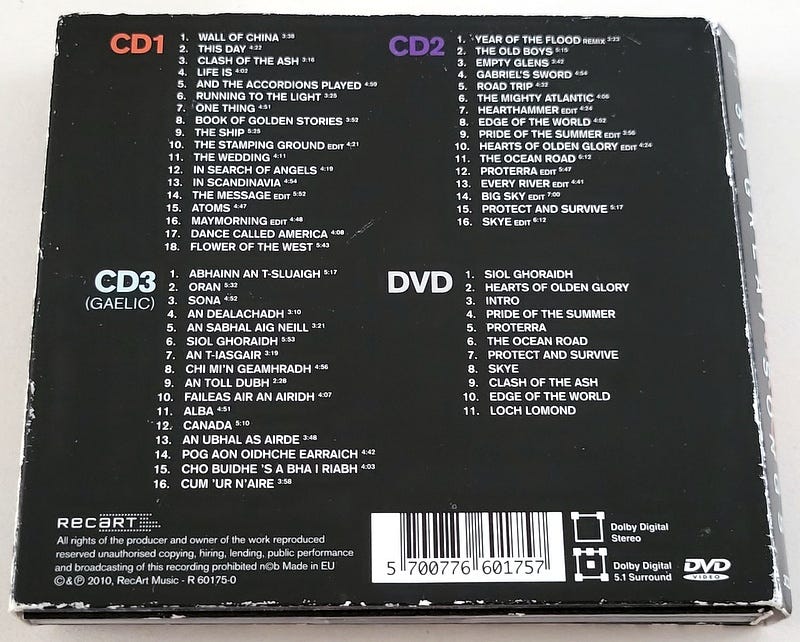 CD1
1. WALL OF CHINA 3:38
2. THIS DAY 4:22
3. CLASH OF THE ASH 3:16
4. LIFE IS 4:02
5. AND THE ACCORDIONS PLAYED 4:59
6. RUNNING TO THE LIGHT 3:25
7. ONE THING 4:51
8. BOOK OF GOLDEN STORIES 3:52
9. THE SHIP 5:25
10. THE STAMPING GROUND EDIT 4:21
11. THE WEDDING 4:11
12. IN SEARCH OF ANGELS 4:19
13. IN SCANDINAVIA 4:54
14. THE MESSAGE EDIT 5:52
15. ATOMS 4:47
16. MAYMORNING EDIT 4:48
17. DANCE CALLED AMERICA 4:08
18. FLOWER OF THE WEST 5:43
CD2
1. YEAR OF THE FLOOD REMIX 3:23
2. THE OLD BOYS 5:15
3. EMPTY GLENS 3:42
4. GABRIEL'S SWORD 4:54
5. ROAD TRIP 4:32
6. THE MIGHTY ATLANTIC 4:06
7. HEARTHAMMER EDIT 4:24
8. EDGE OF THE WORLD 4:52
9. PRIDE OF THE SUMMER EDIT 3:56
10. HEARTS OF OLDEN GLORY EDIT 4:24
11. THE OCEAN ROAD 6:12
12. PROTERRA EDIT 5:47
13. EVERY RIVER EDIT 4:41
14. BIG SKY EDIT 7:00
15. PROTECT AND SURVIVE 5:17
16. SKYE EDIT 6:12
CD3
(GAELIC)
1. ABHAINN AN T-SLUAIGH 5:17
2. ORAN 5:32
3. SONA 4:52
4. AN DEALACHADH 3:10
5. AN SABHAL AIG NEILL 3:21
6. SIOL GHORAIDH 5:53
7. AN T-IASGAIR 3:19
8. CHI MI'N GEAMHRADH 4:56
9. AN TOLL DUBH 2:28
10. FAILEAS AIR AN AIRIDH 4:07
11. ALBA 4:51
12. CANADA 5:10
13. AN UBHAL AS AIRDE 3:48
14. POG AON OIDHCHE EARRAICH 4:42
15. CHO BUIDHE 'S A BHA I RIABH 4:03
16. CUM 'UR N'AIRE 3:58
DVD
1. SIOL GHORAIDH
2. HEARTS OF OLDEN GLORY
3. INTRO
4. PRIDE OF THE SUMMER
5. PROTERRA
6. THE OCEAN ROAD
7. PROTECT AND SURVIVE
8. SKYE
9. CLASH OF THE ASH
10. EDGE OF THE WORLD
11. LOCH LOMOND
RECART
All rights of the producer and owner of the work reproduced
reserved unauthorised copying, hiring, lending, public performance
and broadcasting of this recording prohibited n©b Made in EU
©&℗ 2010, RecArt Music - R 60175-0
5 700776 601757
Dolby Digital
Stereo
Dolby Digital
5.1 Surround
DVD
VIDEO